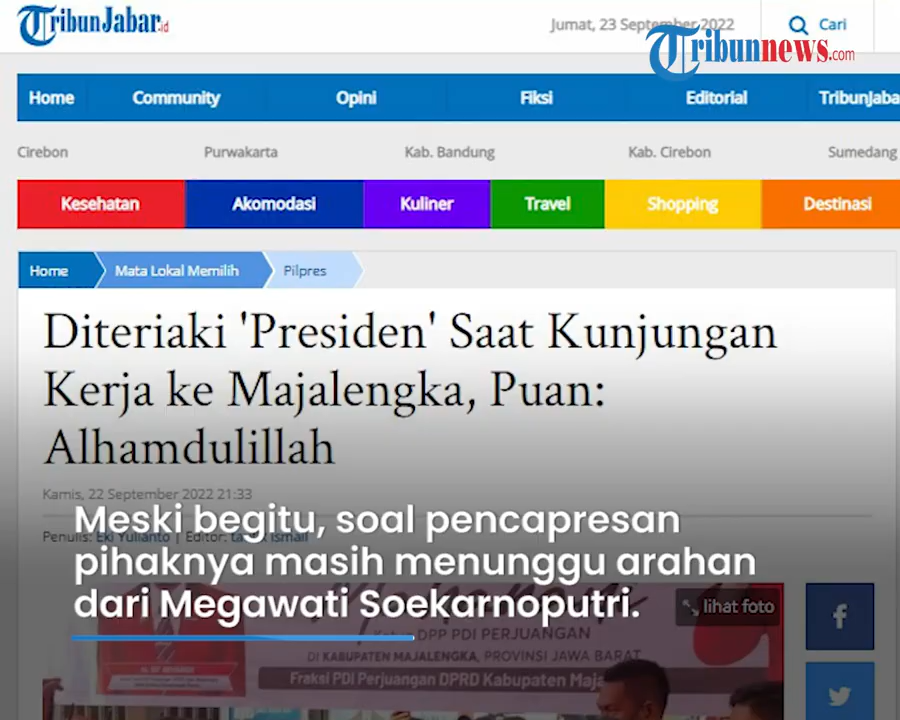 TribunJabar.id
Jumat, 23 September 2022
Cari
Tribunnews.com
Home Community Opini Fiksi Editorial TribunJaba
Cirebon Purwakarta Kab. Bandung Kab. Cirebon Sumedang
Kesehatan Akomodasi Kuliner Travel Shopping Destinasi
Home Mata Lokal Memilih Pilpres
Diteriaki 'Presiden' Saat Kunjungan
Kerja ke Majalengka, Puan:
Alhamdulillah
Kamis, 22 September 2022 21:33
Penulis: Eki Yulianto | Editor:
Meski begitu, soal pencapresan
pihaknya masih menunggu arahan
dari Megawati Soekarnoputri.
lihat foto
DPP PDI PERJUANGAN
DI KABUPATEN MAJALENGKA, PROVINSI JAWA BARAT
Fraksi PDI Perjuangan DPRD Kabupaten Maja